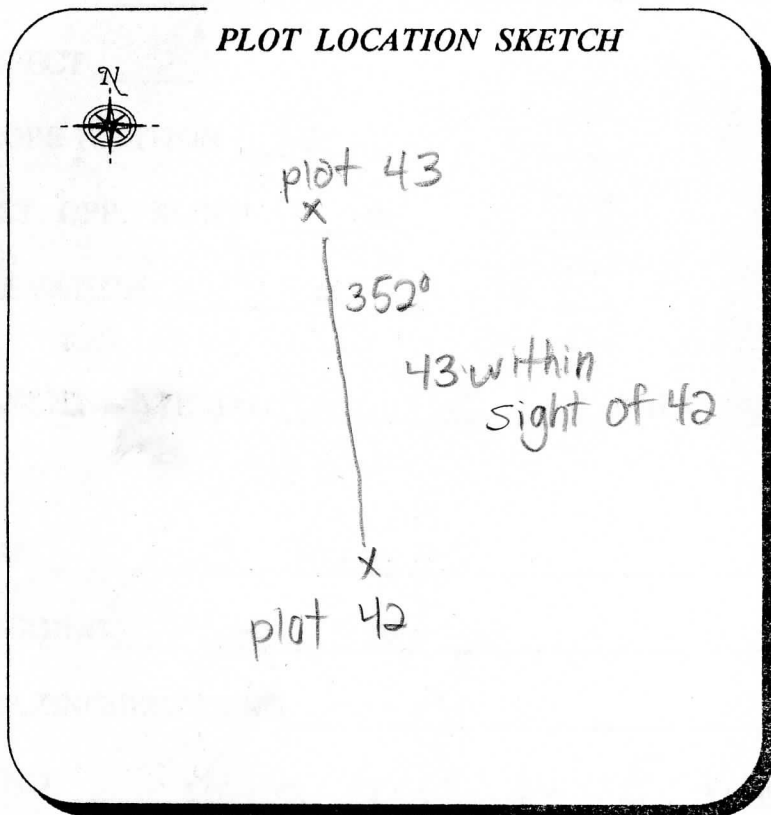 PLOT LOCATION SKETCH
N
plot 43
x
352°
43 within
sight of 42
x
plot 42